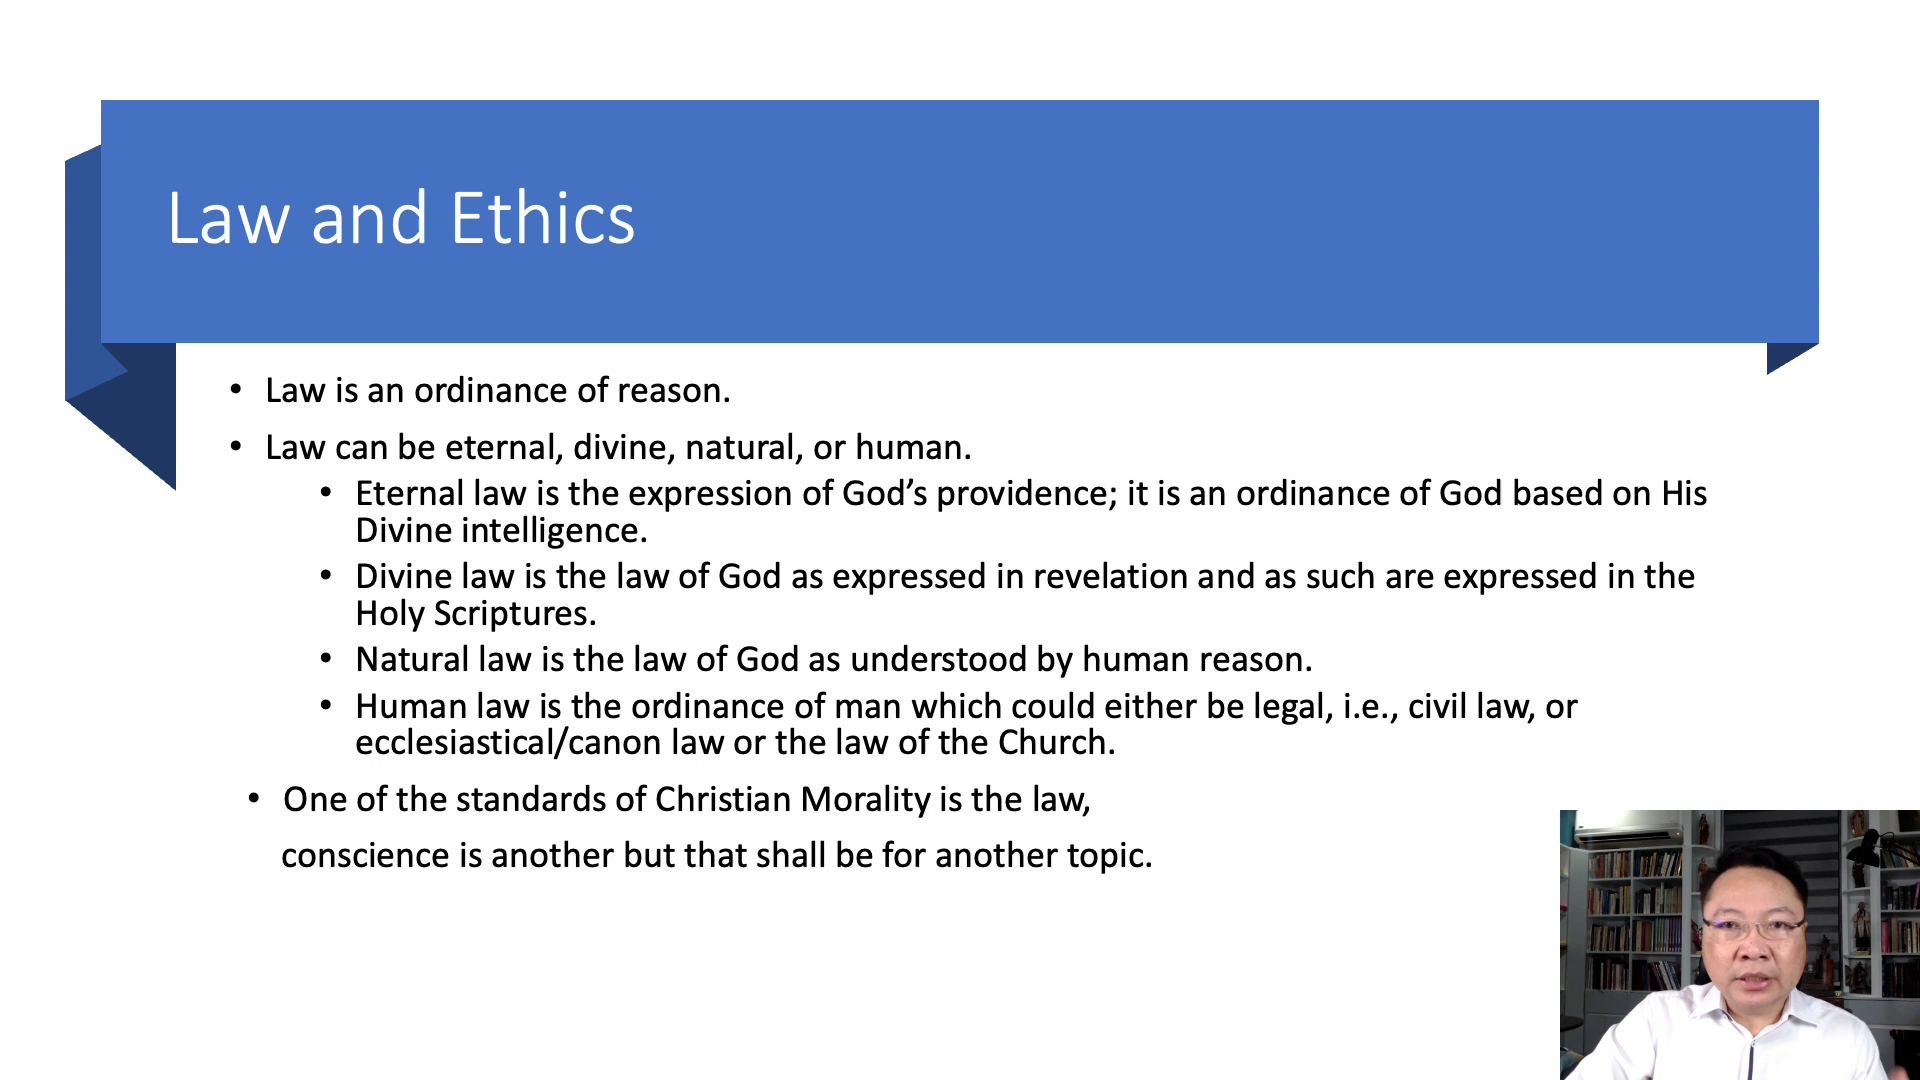 Law and Ethics
• Law is an ordinance of reason.
• Law can be eternal, divine, natural, or human.
• Eternal law is the expression of God’s providence; it is an ordinance of God based on His
Divine intelligence.
• Divine law is the law of God as expressed in revelation and as such are expressed in the
Holy Scriptures.
• Natural law is the law of God as understood by human reason.
• Human law is the ordinance of man which could either be legal, i.e., civil law, or
ecclesiastical/canon law or the law of the Church.
• One of the standards of Christian Morality is the law,
conscience is another but that shall be for another topic.